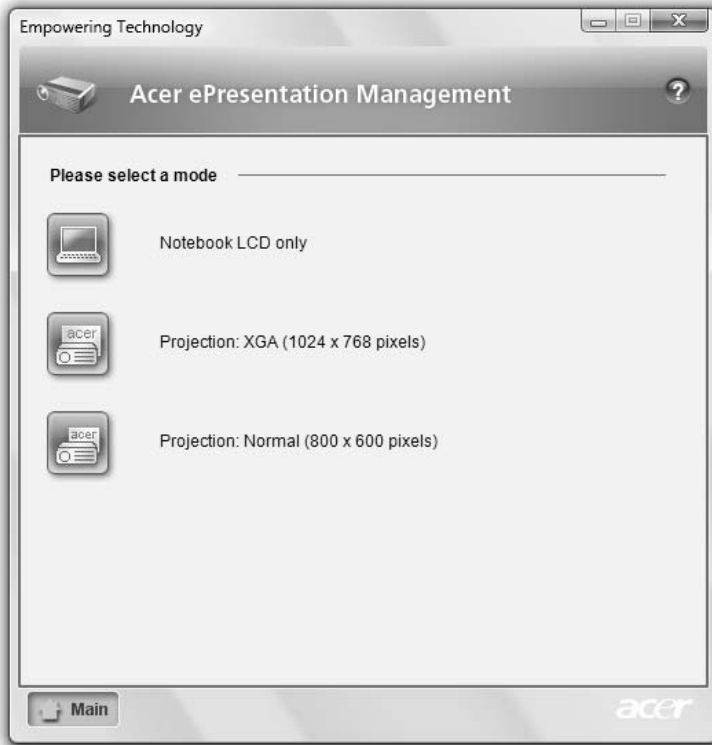 Empowering Technology
Acer ePresentation Management
?
Please select a mode
Notebook LCD only
acer
Projection: XGA (1024 x 768 pixels)
acer
Projection: Normal (800 x 600 pixels)
Main
acer